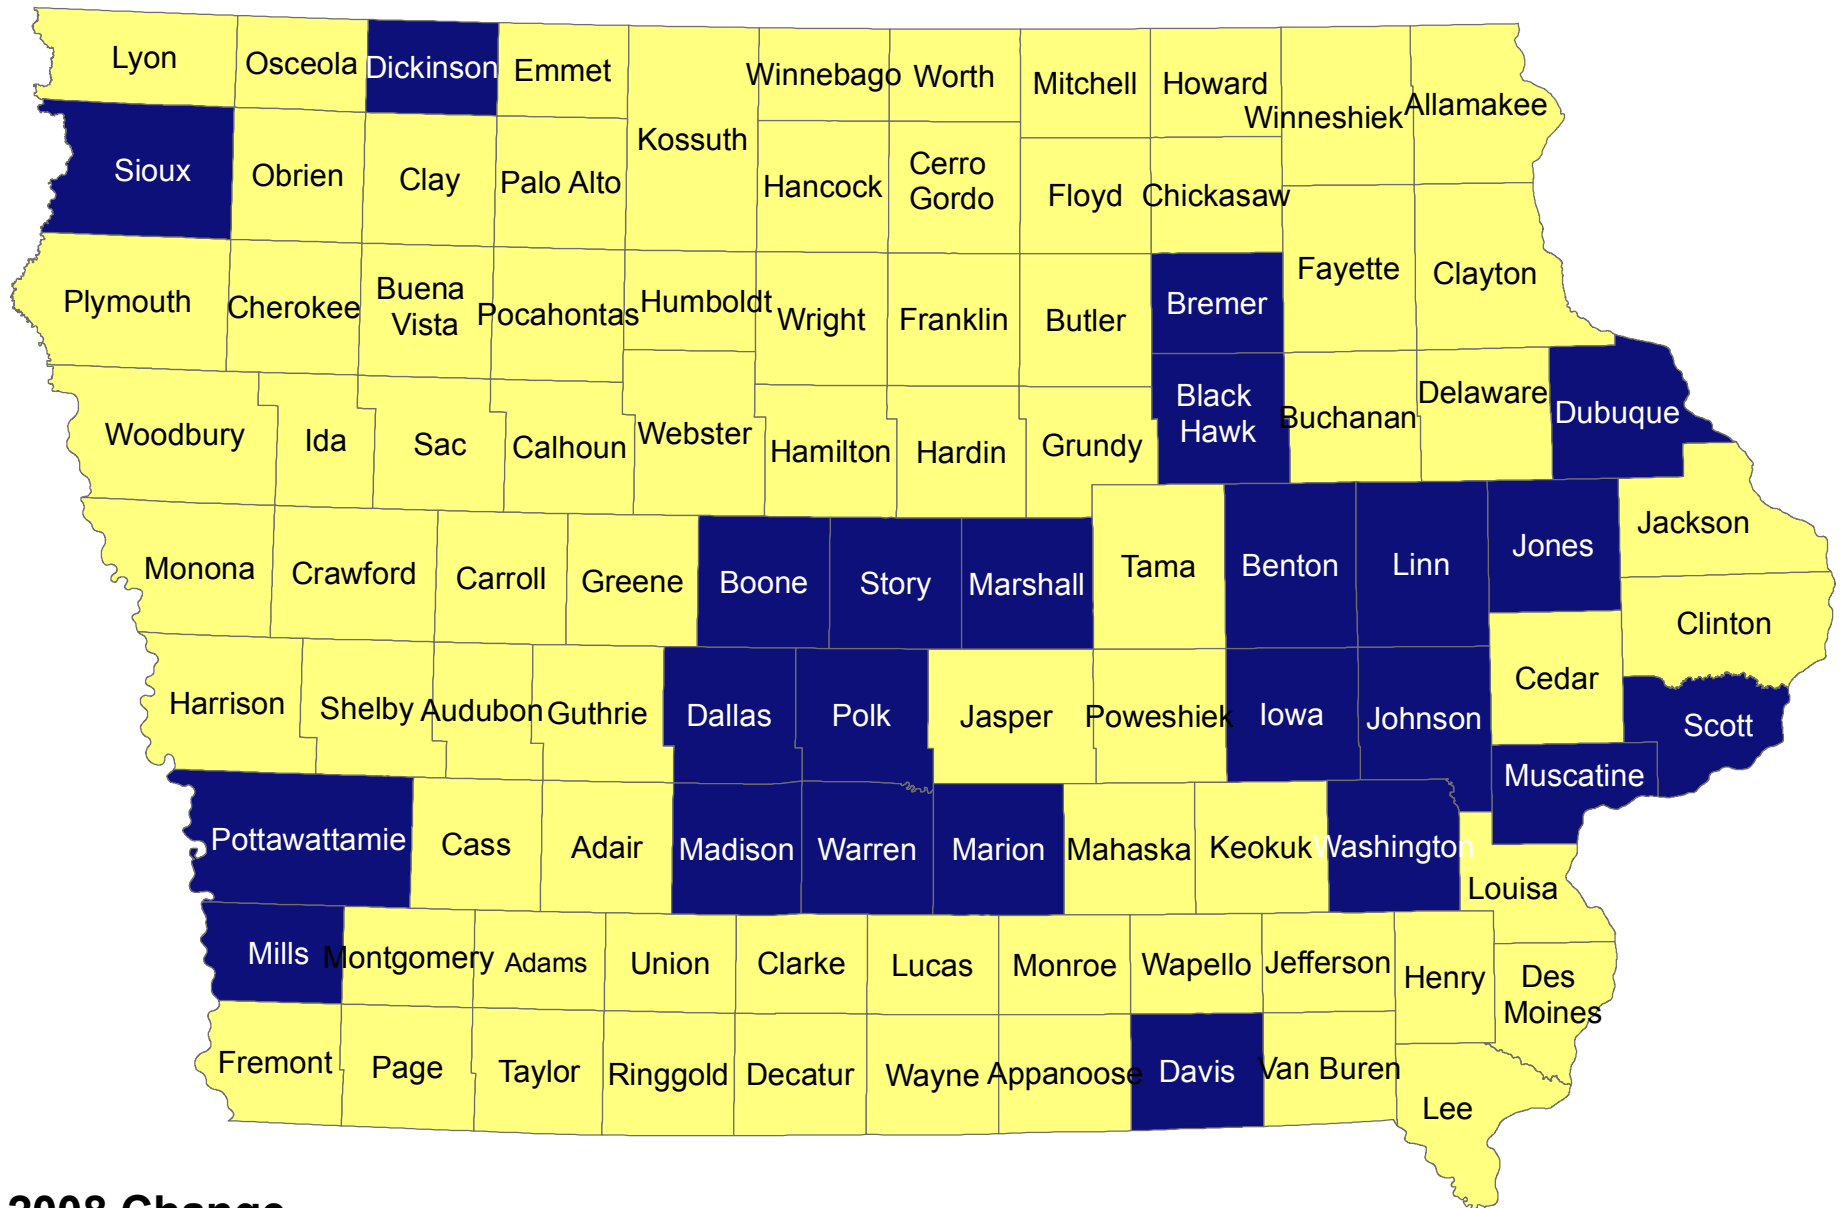 Lyon
Osceola
Dickinson
Emmet
Winnebago
Worth
Mitchell
Howard
Winneshiek
Allamakee
Kossuth
Sioux
Obrien
Clay
Palo Alto
Hancock
Cerro
Gordo
Floyd
Chickasaw
Plymouth
Cherokee
Buena
Vista
Pocahontas
Humboldt
Wright
Franklin
Butler
Bremer
Fayette
Clayton
Woodbury
Ida
Sac
Calhoun
Webster
Hamilton
Hardin
Grundy
Black
Hawk
Buchanan
Delaware
Dubuque
Monona
Crawford
Carroll
Greene
Boone
Story
Marshall
Tama
Benton
Linn
Jones
Jackson
Clinton
Harrison
Shelby
Audubon
Guthrie
Dallas
Polk
Jasper
Poweshiek
Iowa
Johnson
Cedar
Scott
Muscatine
Pottawattamie
Cass
Adair
Madison
Warren
Marion
Mahaska
Keokuk
Washington
Louisa
Mills
Montgomery
Adams
Union
Clarke
Lucas
Monroe
Wapello
Jefferson
Henry
Des
Moines
Fremont
Page
Taylor
Ringgold
Decatur
Wayne
Appanoose
Davis
Van Buren
Lee
2008 Change